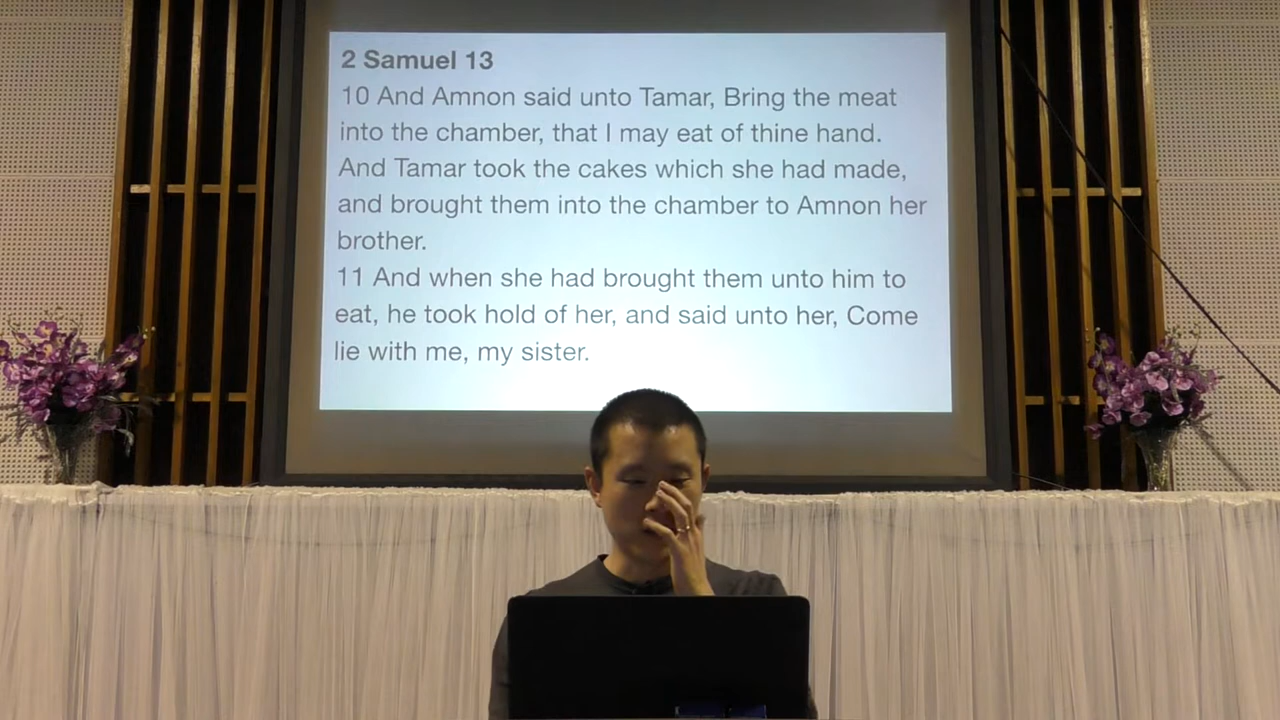 2 Samuel 13
10 And Amnon said unto Tamar, Bring the meat
into the chamber, that I may eat of thine hand.
And Tamar took the cakes which she had made,
and brought them into the chamber to Amnon her
brother.
11 And when she had brought them unto him to
eat, he took hold of her, and said unto her, Come
lie with me, my sister.